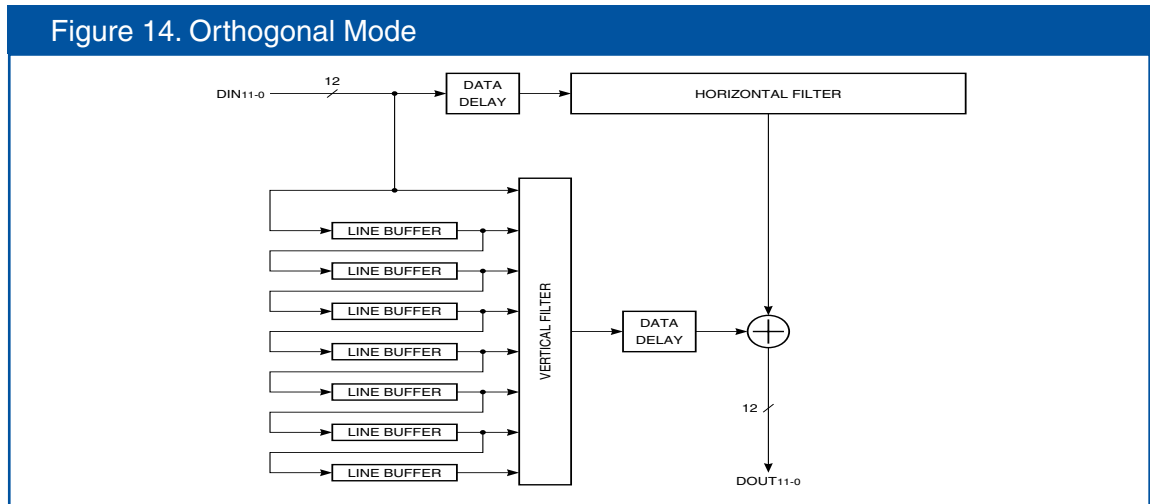 Figure 14. Orthogonal Mode
DIN11-0
12
DATA
DELAY
HORIZONTAL FILTER
LINE BUFFER
LINE BUFFER
LINE BUFFER
LINE BUFFER
LINE BUFFER
LINE BUFFER
LINE BUFFER
VERTICAL FILTER
DATA
DELAY
12
DOUT11-0